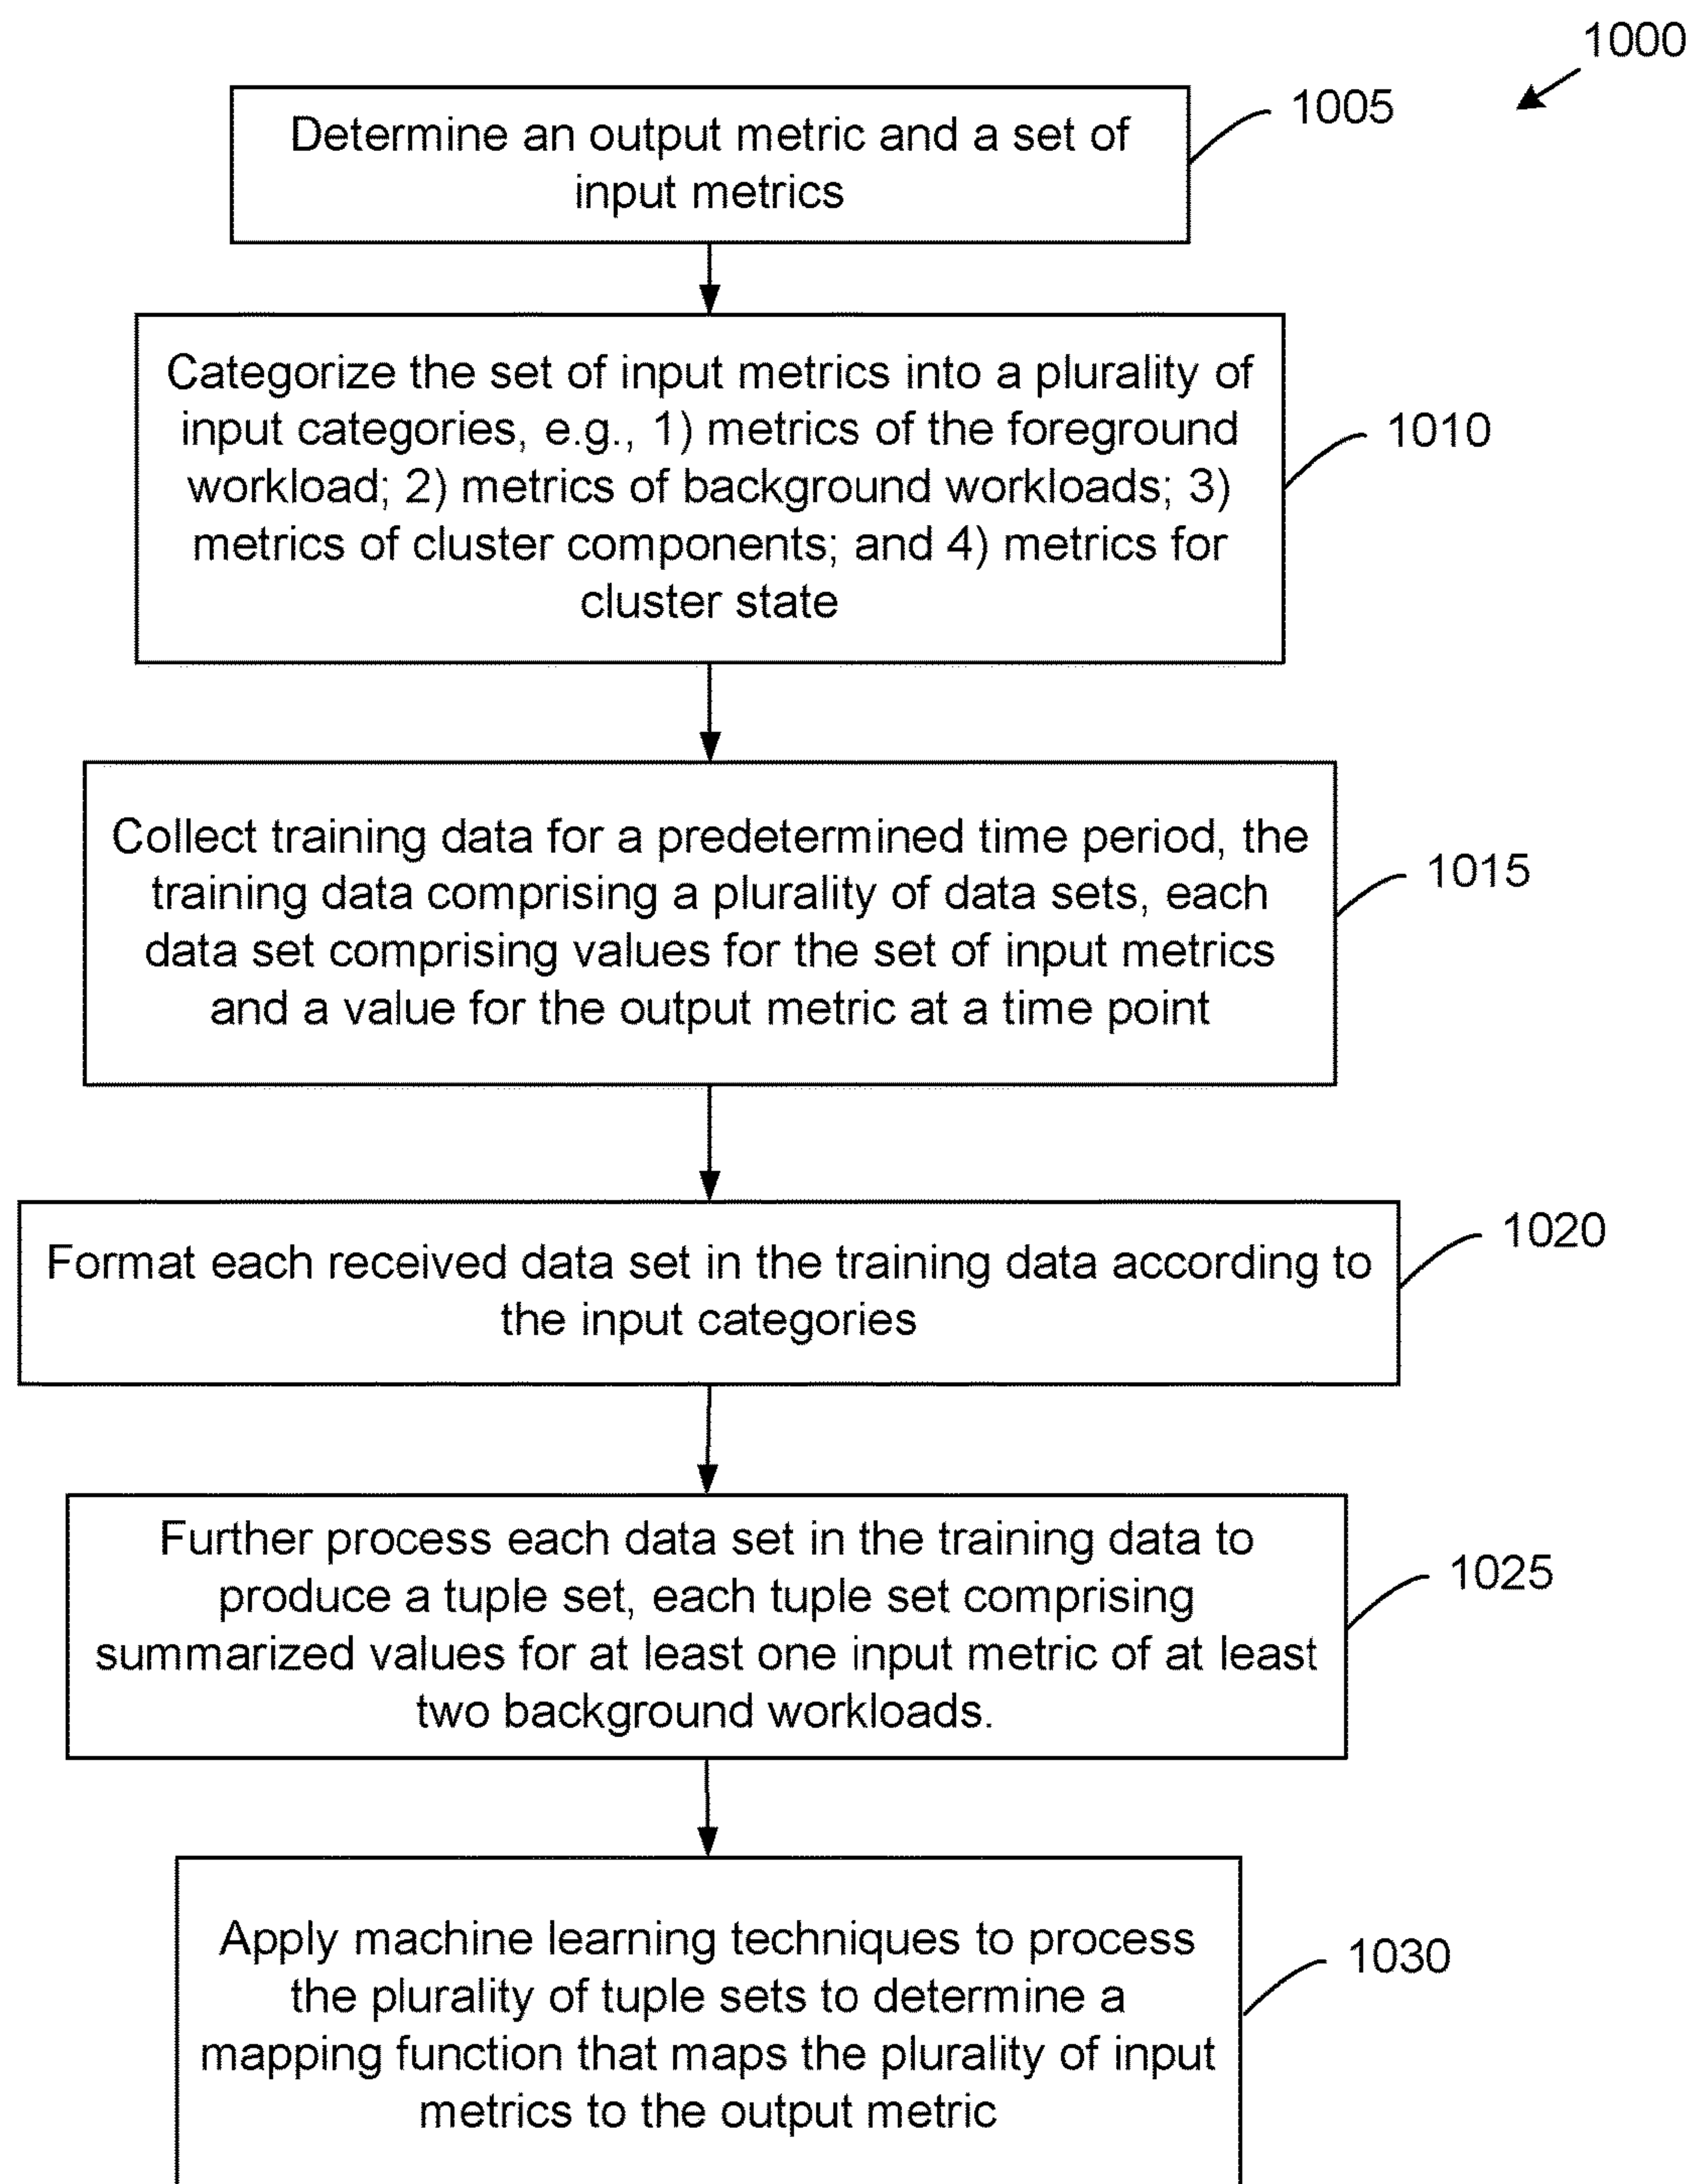 1000
Determine an output metric and a set of
input metrics
1005
Categorize the set of input metrics into a plurality of
input categories, e.g., 1) metrics of the foreground
workload; 2) metrics of background workloads; 3)
metrics of cluster components; and 4) metrics for
cluster state
1010
Collect training data for a predetermined time period, the
training data comprising a plurality of data sets, each
data set comprising values for the set of input metrics
and a value for the output metric at a time point
1015
Format each received data set in the training data according to
the input categories
1020
Further process each data set in the training data to
produce a tuple set, each tuple set comprising
summarized values for at least one input metric of at least
two background workloads.
1025
Apply machine learning techniques to process
the plurality of tuple sets to determine a
mapping function that maps the plurality of input
metrics to the output metric
1030